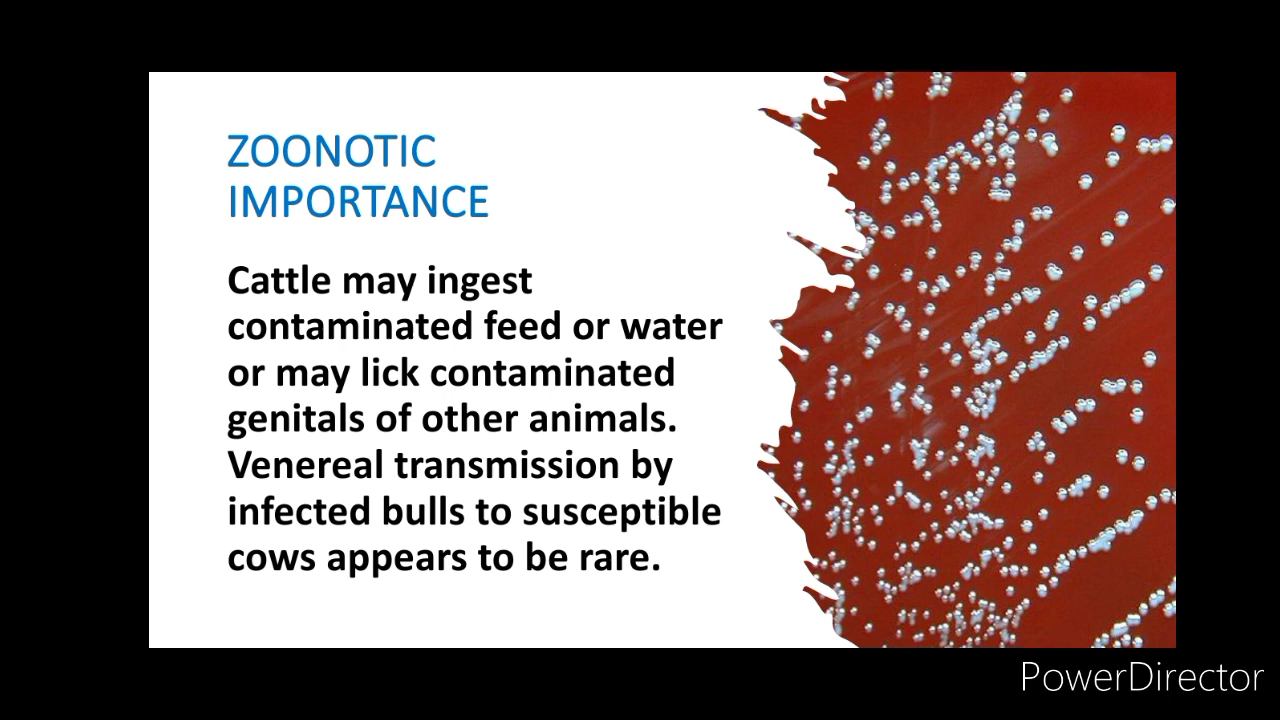 ZOONOTIC
IMPORTANCE
Cattle may ingest
contaminated feed or water
or may lick contaminated
genitals of other animals.
Venereal transmission by
infected bulls to susceptible
cows appears to be rare.
PowerDirector